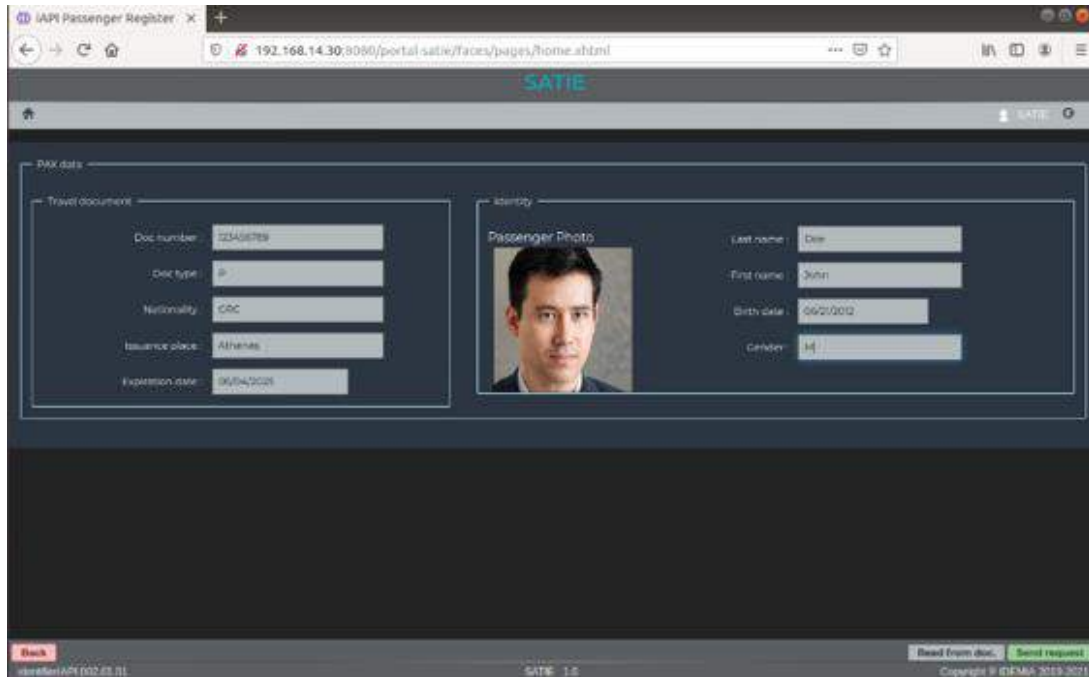 iAPI Passenger Register
192.168.14.30:8080/portal-satie/faces/pages/home.xhtml
SATIE
SATIE
PAX data
Travel document
Doc number: 123456789
Doc type: P
Nationality: GRC
Issuance place: Athenes
Expiration date:
Identity
Passenger Photo
Last name: Doe
First name: John
Birth date: 06/21/2012
Gender: M
Back
Read from doc.
Send request
SATIE 1.0
Copyright © IDEMIA 2019-2021